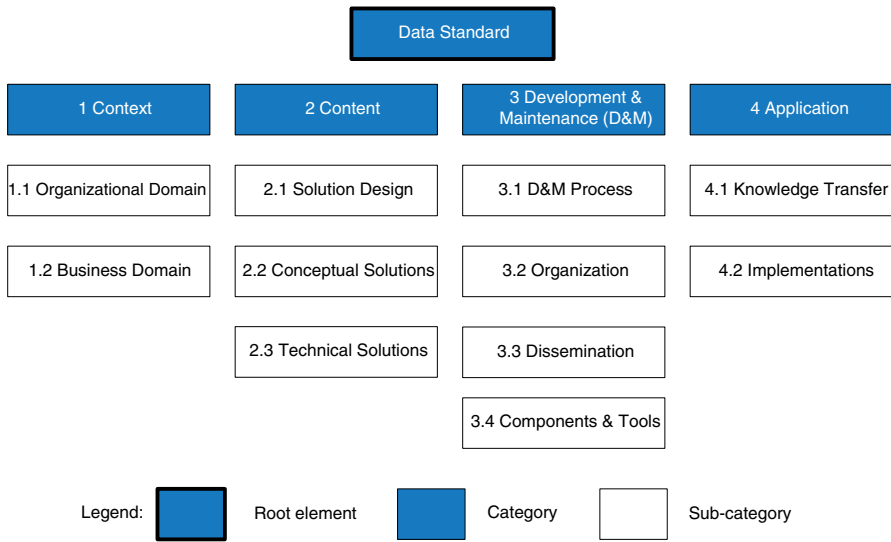 Data Standard
1 Context
2 Content
3 Development &
Maintenance (D&M)
4 Application
1.1 Organizational Domain
2.1 Solution Design
3.1 D&M Process
4.1 Knowledge Transfer
1.2 Business Domain
2.2 Conceptual Solutions
3.2 Organization
4.2 Implementations
2.3 Technical Solutions
3.3 Dissemination
3.4 Components & Tools
Legend:
Root element
Category
Sub-category